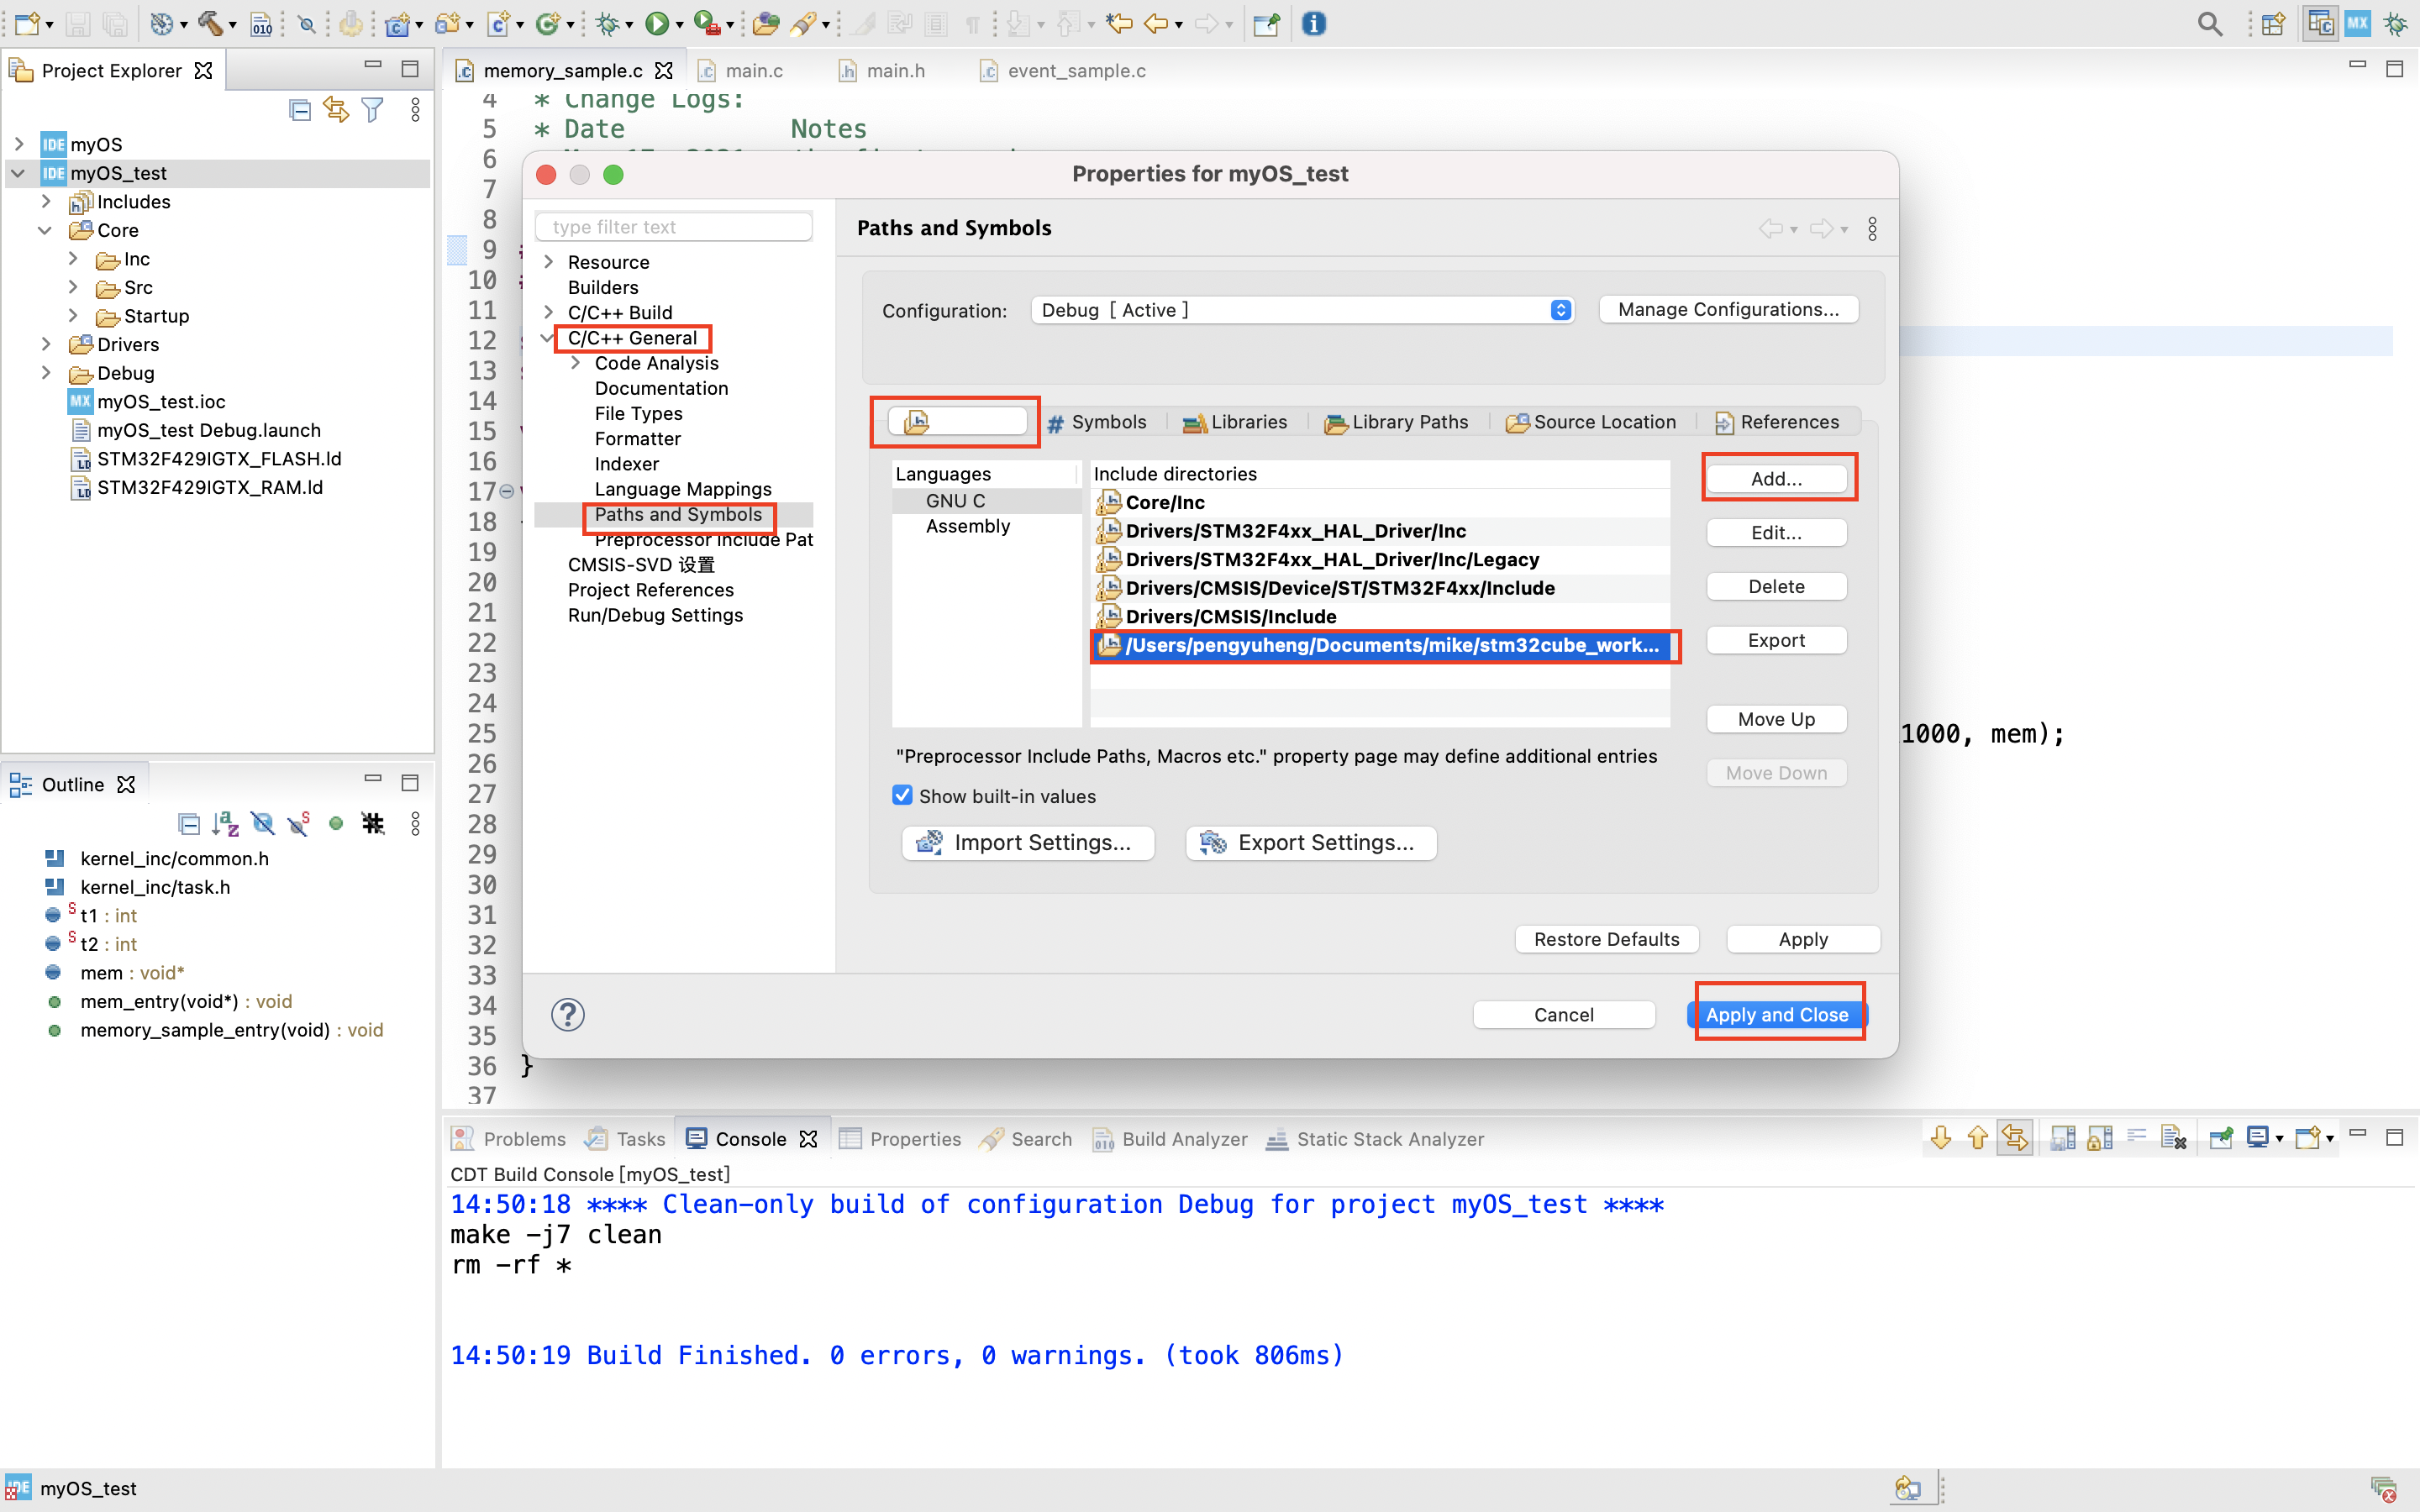 Project Explorer
myOS
myOS_test
Includes
Core
Inc
Src
Startup
Drivers
Debug
myOS_test.ioc
myOS_test Debug.launch
STM32F429IGTX_FLASH.ld
STM32F429IGTX_RAM.ld
Outline
kernel_inc/common.h
kernel_inc/task.h
t1 : int
t2 : int
mem : void*
mem_entry(void*) : void
memory_sample_entry(void) : void
memory_sample.c
main.c
main.h
event_sample.c
4 * Change Logs:
5 * Date Notes
6
7
8
9
10
11
12
13
14
15
16
17
18
19
20
21
22
23
24
25 1000, mem);
26
27
28
29
30
31
32
33
34
35
36 }
37
Properties for myOS_test
type filter text
Resource
Builders
C/C++ Build
C/C++ General
Code Analysis
Documentation
File Types
Formatter
Indexer
Language Mappings
Paths and Symbols
Preprocessor Include Pat
CMSIS-SVD 设置
Project References
Run/Debug Settings
Paths and Symbols
Configuration: Debug [ Active ]
Manage Configurations...
# Symbols
Libraries
Library Paths
Source Location
References
Languages
GNU C
Assembly
Include directories
Core/Inc
Drivers/STM32F4xx_HAL_Driver/Inc
Drivers/STM32F4xx_HAL_Driver/Inc/Legacy
Drivers/CMSIS/Device/ST/STM32F4xx/Include
Drivers/CMSIS/Include
/Users/pengyuheng/Documents/mike/stm32cube_work...
Add...
Edit...
Delete
Export
Move Up
Move Down
"Preprocessor Include Paths, Macros etc." property page may define additional entries
Show built-in values
Import Settings...
Export Settings...
Restore Defaults
Apply
Cancel
Apply and Close
Problems
Tasks
Console
Properties
Search
Build Analyzer
Static Stack Analyzer
CDT Build Console [myOS_test]
14:50:18 **** Clean-only build of configuration Debug for project myOS_test ****
make -j7 clean
rm -rf *
14:50:19 Build Finished. 0 errors, 0 warnings. (took 806ms)
myOS_test